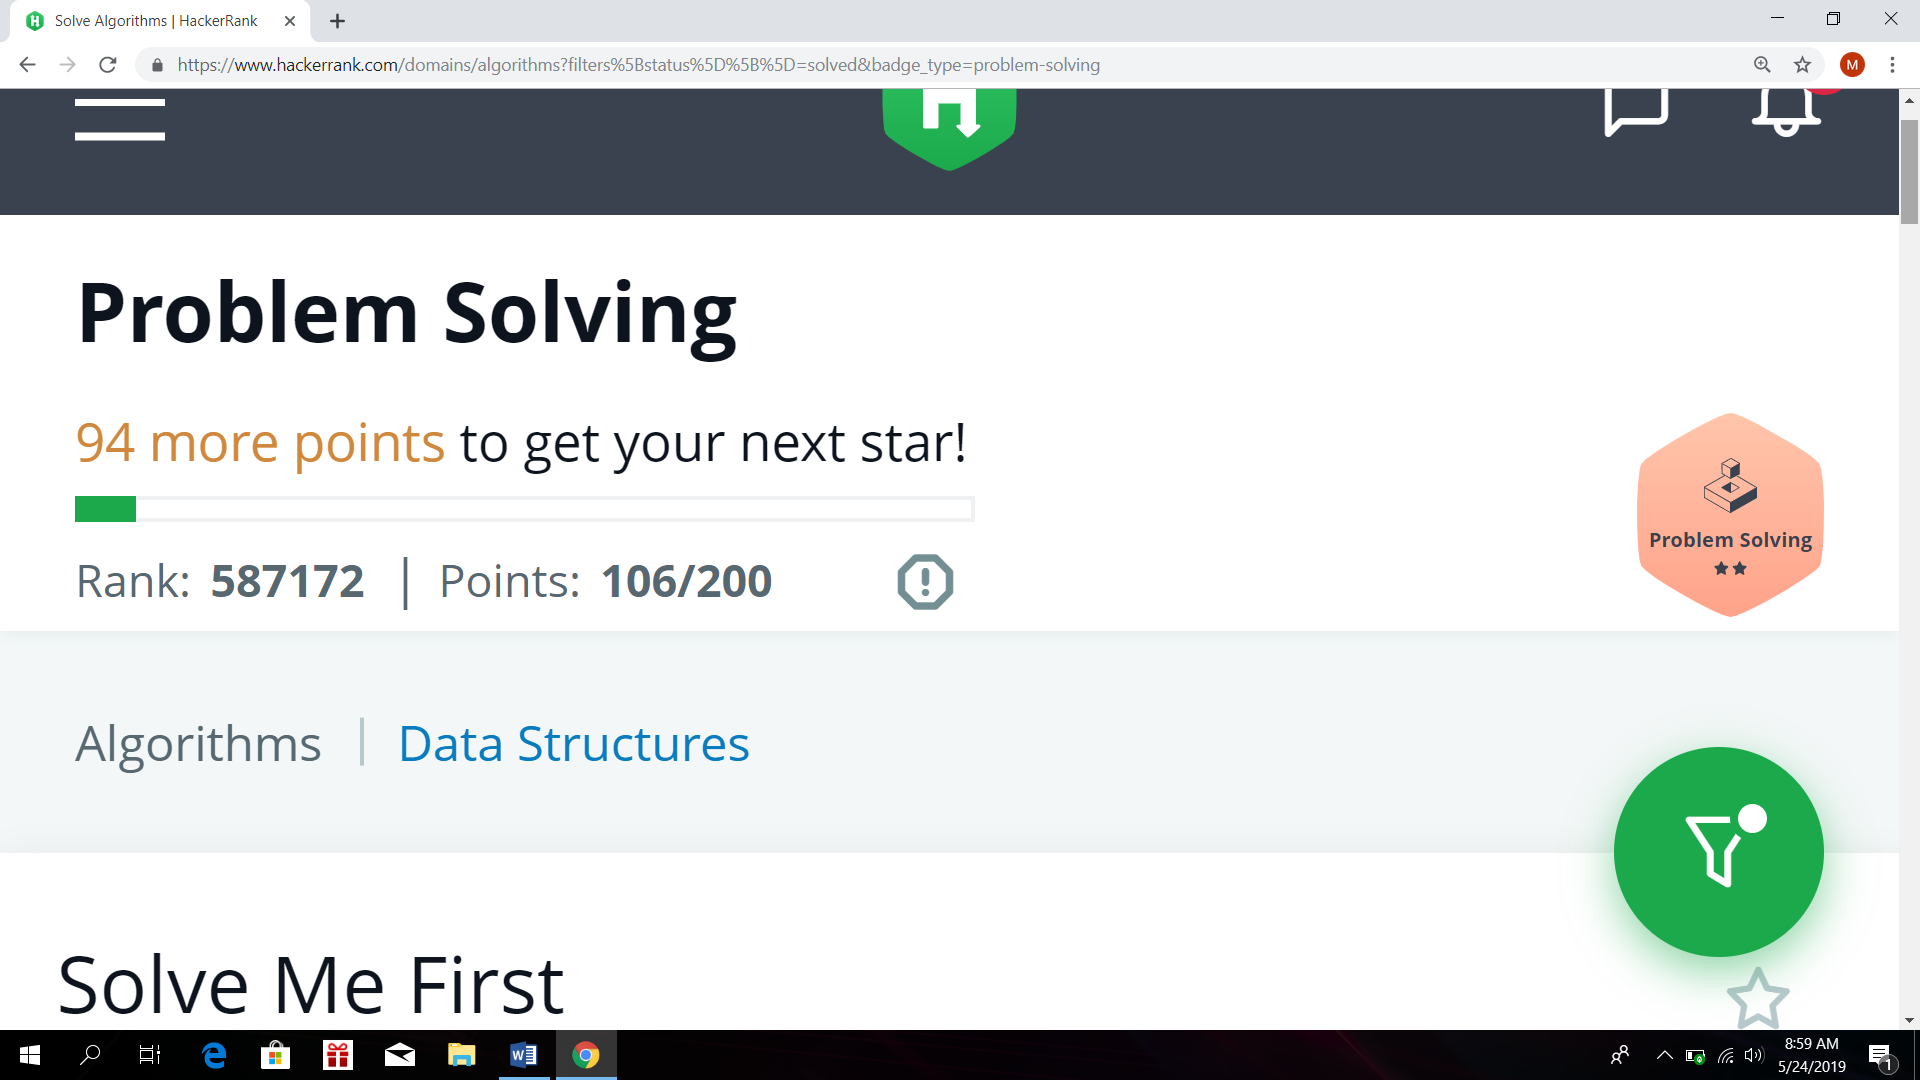 Solve Algorithms | HackerRank
https://www.hackerrank.com/domains/algorithms?filters%5Bstatus%5D%5B%5D=solved&badge_type=problem-solving
M
Problem Solving
94 more points to get your next star!
Rank: 587172 | Points: 106/200
Problem Solving
Algorithms | Data Structures
Solve Me First
8:59 AM
5/24/2019
1